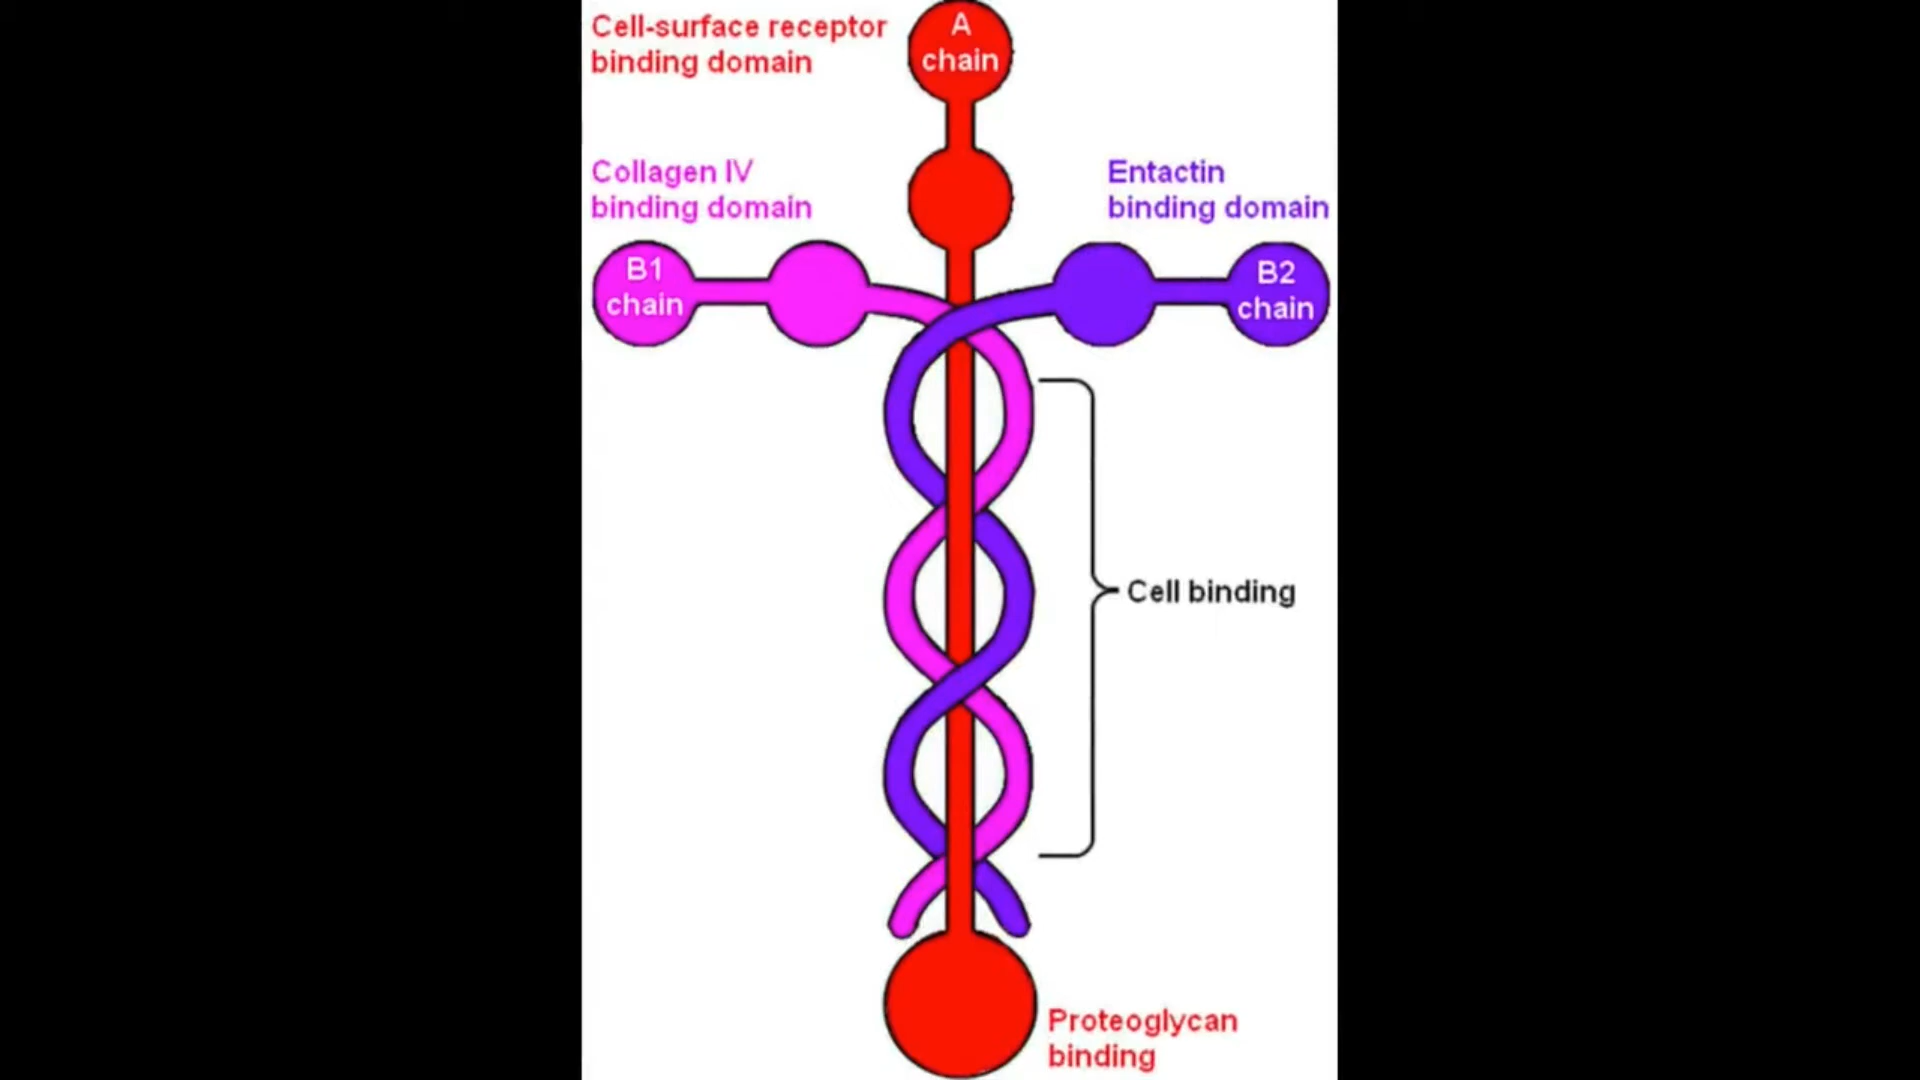 Cell-surface receptor
binding domain
A
chain
Collagen IV
binding domain
Entactin
binding domain
B1
chain
B2
chain
Cell binding
Proteoglycan
binding